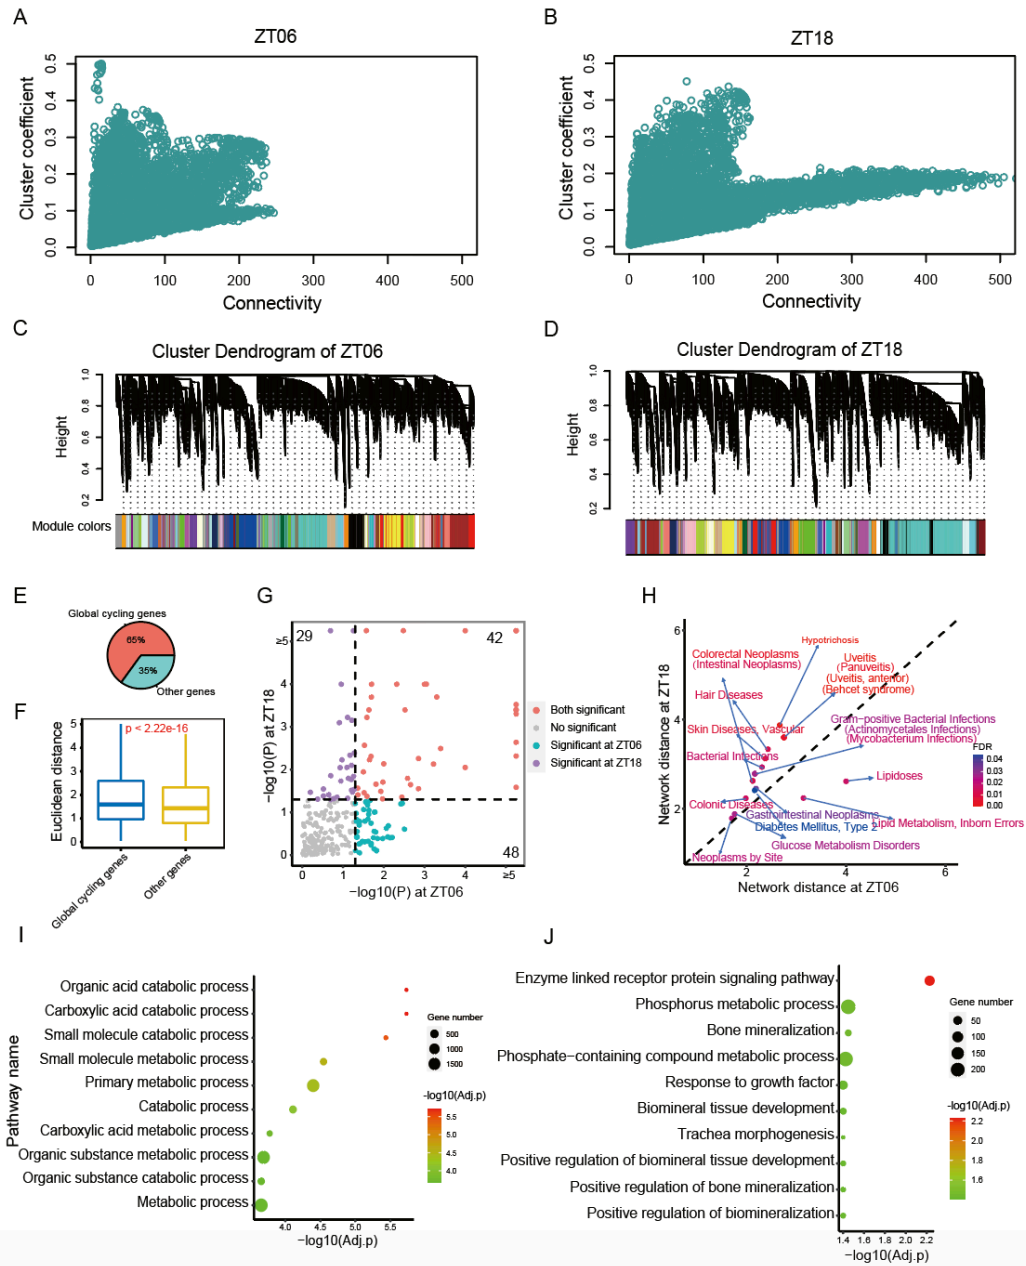 A
ZT06
Cluster coefficient
0.5
0.4
0.3
0.2
0.1
0.0
0
100
200
300
400
500
Connectivity
B
ZT18
Cluster coefficient
0.5
0.4
0.3
0.2
0.1
0.0
0
100
200
300
400
500
Connectivity
C
Cluster Dendrogram of ZT06
Height
1.0
0.8
0.6
0.4
0.2
Module colors
D
Cluster Dendrogram of ZT18
Height
1.0
0.8
0.6
0.4
0.2
E
Global cycling genes
65%
35%
Other genes
F
Euclidean distance
5
4
3
2
1
0
p < 2.22e-16
Global cycling genes
Other genes
G
−log10(P) at ZT18
≥5
4
3
2
1
0
29
42
48
0
1
2
3
4
≥5
−log10(P) at ZT06
Both significant
No significant
Significant at ZT06
Significant at ZT18
H
Network distance at ZT18
6
4
2
Hypotrichosis
Colorectal Neoplasms
(Intestinal Neoplasms)
Uveitis
(Panuveitis)
(Uveitis, anterior)
(Behcet syndrome)
Hair Diseases
Gram-positive Bacterial Infections
(Actinomycetales Infections)
(Mycobacterium Infections)
Skin Diseases, Vascular
Bacterial Infections
Lipidoses
Colonic Diseases
Gastrointestinal Neoplasms
Lipid Metabolism, Inborn Errors
Diabetes Mellitus, Type 2
Glucose Metabolism Disorders
Neoplasms by Site
FDR
0.04
0.03
0.02
0.01
0.00
2
4
6
Network distance at ZT06
I
Pathway name
Organic acid catabolic process
Carboxylic acid catabolic process
Small molecule catabolic process
Small molecule metabolic process
Primary metabolic process
Catabolic process
Carboxylic acid metabolic process
Organic substance metabolic process
Organic substance catabolic process
Metabolic process
4.0
4.5
5.0
5.5
−log10(Adj.p)
Gene number
500
1000
1500
-log10(Adj.p)
5.5
5.0
4.5
4.0
J
Enzyme linked receptor protein signaling pathway
Phosphorus metabolic process
Bone mineralization
Phosphate−containing compound metabolic process
Response to growth factor
Biomineral tissue development
Trachea morphogenesis
Positive regulation of biomineral tissue development
Positive regulation of bone mineralization
Positive regulation of biomineralization
1.4
1.6
1.8
2.0
2.2
−log10(Adj.p)
Gene number
50
100
150
200
-log10(Adj.p)
2.2
2.0
1.8
1.6